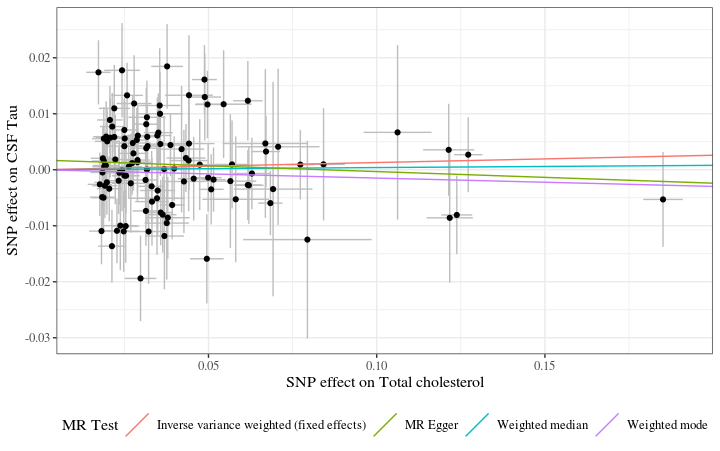 0.02
0.01
0.00
-0.01
-0.02
-0.03
SNP effect on CSF Tau
0.05 0.10 0.15
SNP effect on Total cholesterol
MR Test Inverse variance weighted (fixed effects) MR Egger Weighted median Weighted mode